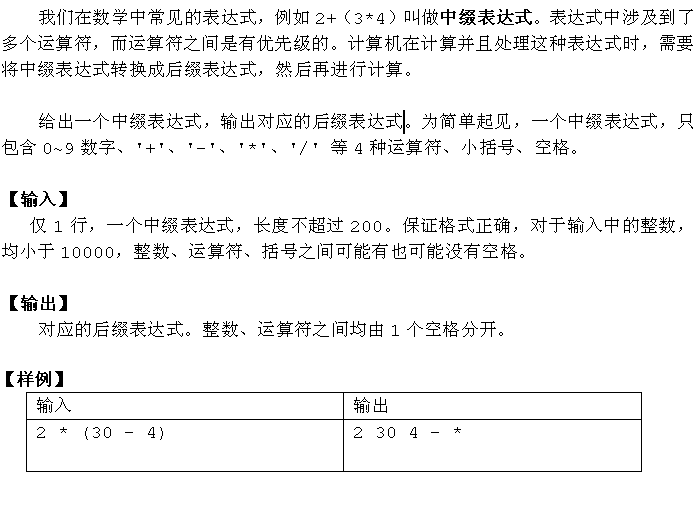 我们在数学中常见的表达式，例如2+（3*4）叫做中缀表达式。表达式中涉及到了
多个运算符，而运算符之间是有优先级的。计算机在计算并且处理这种表达式时，需要
将中缀表达式转换成后缀表达式，然后再进行计算。
给出一个中缀表达式，输出对应的后缀表达式。为简单起见，一个中缀表达式，只
包含0~9数字、'+'、'-'、'*'、'/' 等4种运算符、小括号、空格。
【输入】
仅1行，一个中缀表达式，长度不超过200。保证格式正确，对于输入中的整数，
均小于10000，整数、运算符、括号之间可能有也可能没有空格。
【输出】
对应的后缀表达式。整数、运算符之间均由1个空格分开。
【样例】
输入 输出
2 * (30 - 4) 2 30 4 - *